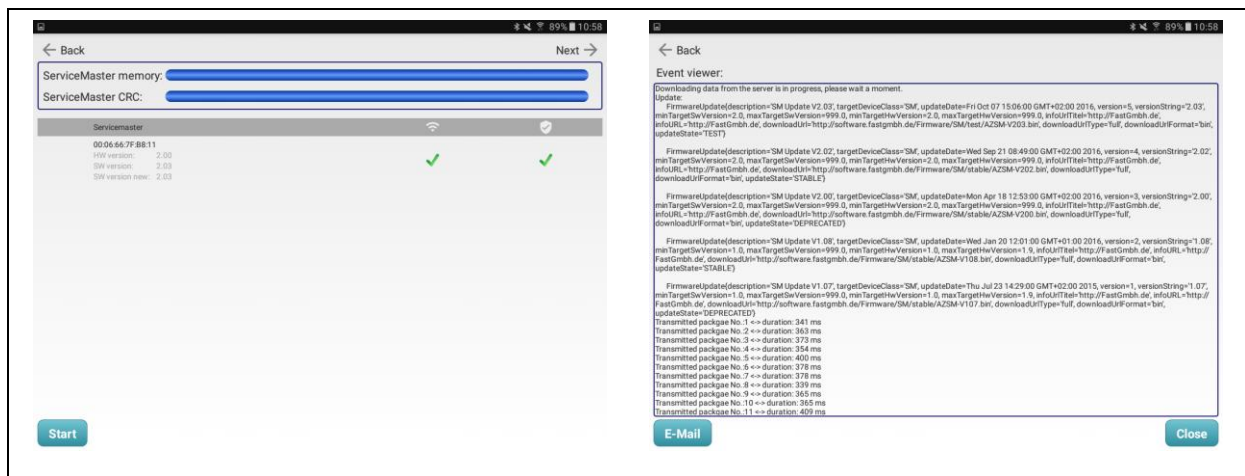 89% 10:58
Back
Next
ServiceMaster memory:
ServiceMaster CRC:
Servicemaster
00:06:66:7F:B8:11
HW version: 2.00
SW version: 2.03
SW version new: 2.03
Start
89% 10:58
Back
Event viewer:
Downloading data from the server is in progress, please wait a moment.
Update:
FirmwareUpdate{description='SM Update V2.03', targetDeviceClass='SM', updateDate=Fri Oct 07 15:06:00 GMT+02:00 2016, version=5, versionString='2.03',
minTargetSwVersion=2.0, maxTargetSwVersion=999.0, minTargetHwVersion=2.0, maxTargetHwVersion=999.0, infoUrlTitel='http://FastGmbh.de',
infoURL='http://FastGmbh.de', downloadUrl='http://software.fastgmbh.de/Firmware/SM/test/AZSM-V203.bin', downloadUrlType='full', downloadUrlFormat='bin',
updateState='TEST'}
FirmwareUpdate{description='SM Update V2.02', targetDeviceClass='SM', updateDate=Wed Sep 21 08:49:00 GMT+02:00 2016, version=4, versionString='2.02',
minTargetSwVersion=2.0, maxTargetSwVersion=999.0, minTargetHwVersion=2.0, maxTargetHwVersion=999.0, infoUrlTitel='http://FastGmbh.de',
infoURL='http://FastGmbh.de', downloadUrl='http://software.fastgmbh.de/Firmware/SM/stable/AZSM-V202.bin', downloadUrlType='full',
downloadUrlFormat='bin', updateState='STABLE'}
FirmwareUpdate{description='SM Update V2.00', targetDeviceClass='SM', updateDate=Mon Apr 18 12:53:00 GMT+02:00 2016, version=3, versionString='2.00',
minTargetSwVersion=2.0, maxTargetSwVersion=999.0, minTargetHwVersion=2.0, maxTargetHwVersion=999.0, infoUrlTitel='http://FastGmbh.de',
infoURL='http://FastGmbh.de', downloadUrl='http://software.fastgmbh.de/Firmware/SM/stable/AZSM-V200.bin', downloadUrlType='full',
downloadUrlFormat='bin', updateState='DEPRECATED'}
FirmwareUpdate{description='SM Update V1.08', targetDeviceClass='SM', updateDate=Wed Jan 20 12:01:00 GMT+01:00 2016, version=2, versionString='1.08',
minTargetSwVersion=1.0, maxTargetSwVersion=999.0, minTargetHwVersion=1.0, maxTargetHwVersion=1.9, infoUrlTitel='http://FastGmbh.de', infoURL='http://
FastGmbh.de', downloadUrl='http://software.fastgmbh.de/Firmware/SM/stable/AZSM-V108.bin', downloadUrlType='full', downloadUrlFormat='bin',
updateState='STABLE'}
FirmwareUpdate{description='SM Update V1.07', targetDeviceClass='SM', updateDate=Thu Jul 23 14:29:00 GMT+02:00 2015, version=1, versionString='1.07',
minTargetSwVersion=1.0, maxTargetSwVersion=999.0, minTargetHwVersion=1.0, maxTargetHwVersion=1.9, infoUrlTitel='http://FastGmbh.de', infoURL='http://
FastGmbh.de', downloadUrl='http://software.fastgmbh.de/Firmware/SM/stable/AZSM-V107.bin', downloadUrlType='full', downloadUrlFormat='bin',
updateState='DEPRECATED'}
Transmitted packgae No.:1 <-> duration: 341 ms
Transmitted packgae No.:2 <-> duration: 363 ms
Transmitted packgae No.:3 <-> duration: 373 ms
Transmitted packgae No.:4 <-> duration: 354 ms
Transmitted packgae No.:5 <-> duration: 400 ms
Transmitted packgae No.:6 <-> duration: 378 ms
Transmitted packgae No.:7 <-> duration: 378 ms
Transmitted packgae No.:8 <-> duration: 339 ms
Transmitted packgae No.:9 <-> duration: 365 ms
Transmitted packgae No.:10 <-> duration: 365 ms
Transmitted packgae No.:11 <-> duration: 409 ms
E-Mail
Close